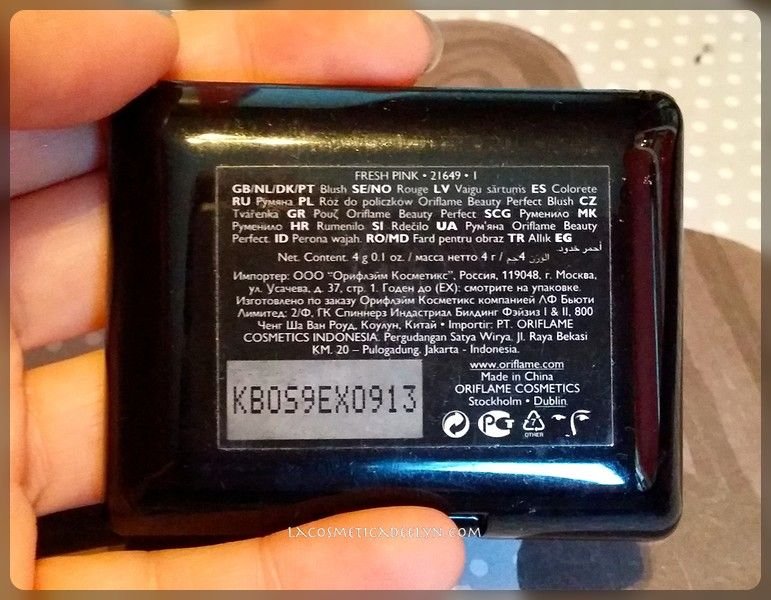 FRESH PINK • 21649 • 1
GB/NL/DK/PT Blush SE/NO Rouge LV Vaigu sārtums ES Colorete
RU Румяна PL Róż do policzków Oriflame Beauty Perfect Blush CZ
Tvářenka GR Ρουζ Oriflame Beauty Perfect SCG Руменило MK
Руменило HR Rumenilo SI Rdečilo UA Рум'яна Oriflame Beauty
Perfect. ID Perona wajah. RO/MD Fard pentru obraz TR Allık EG
أحمر خدود.
Net. Content. 4 g 0.1 oz. / масса нетто 4 г / الوزن 4جم
Импортер: ООО “Орифлэйм Косметикс”, Россия, 119048, г. Москва,
ул. Усачева, д. 37, стр. 1. Годен до (EX): смотрите на упаковке.
Изготовлено по заказу Орифлэйм Косметикс компанией ЛФ Бьюти
Лимитед: 2/Ф, ГК Спиннерз Индастриал Билдинг Фэйзиз I & II, 800
Ченг Ша Ван Роуд, Коулун, Китай • Importir: PT. ORIFLAME
COSMETICS INDONESIA. Pergudangan Satya Wirya. Jl. Raya Bekasi
KM. 20 – Pulogadung, Jakarta - Indonesia.
www.oriflame.com
Made in China
ORIFLAME COSMETICS
Stockholm • Dublin
KB0S9EX0913
РСТ
7
OTHER
LACOSMETICADEELYN.COM